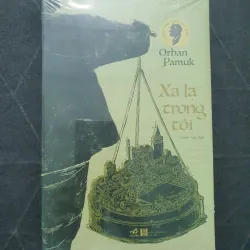 Orhan
Pamuk
Xa lạ
trong
tôi